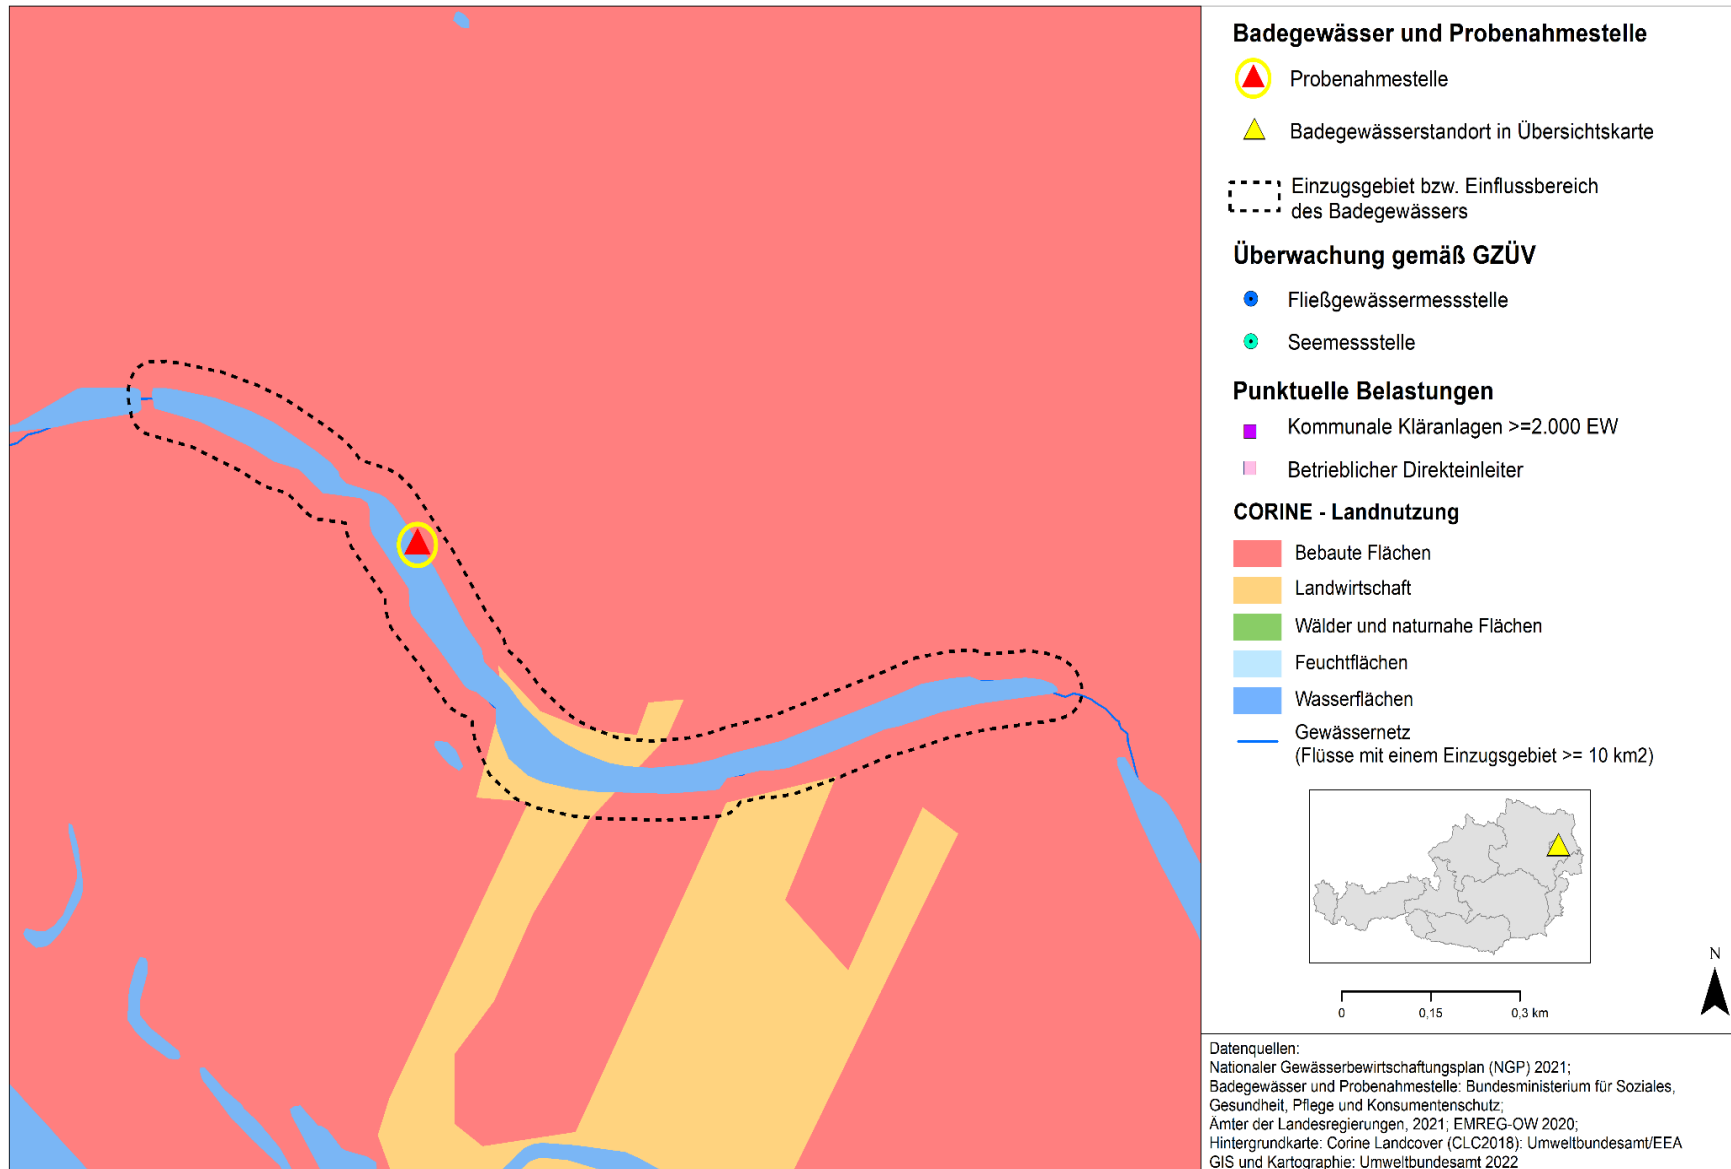 Badegewässer und Probenahmestelle
Probenahmestelle
Badegewässerstandort in Übersichtskarte
Einzugsgebiet bzw. Einflussbereich
des Badegewässers
Überwachung gemäß GZÜV
Fließgewässermessstelle
Seemessstelle
Punktuelle Belastungen
Kommunale Kläranlagen >=2.000 EW
Betrieblicher Direkteinleiter
CORINE - Landnutzung
Bebaute Flächen
Landwirtschaft
Wälder und naturnahe Flächen
Feuchtflächen
Wasserflächen
Gewässernetz
(Flüsse mit einem Einzugsgebiet >= 10 km2)
N
0 0,15 0,3 km
Datenquellen:
Nationaler Gewässerbewirtschaftungsplan (NGP) 2021;
Badegewässer und Probenahmestelle: Bundesministerium für Soziales,
Gesundheit, Pflege und Konsumentenschutz;
Ämter der Landesregierungen, 2021; EMREG-OW 2020;
Hintergrundkarte: Corine Landcover (CLC2018): Umweltbundesamt/EEA
GIS und Kartographie: Umweltbundesamt 2022